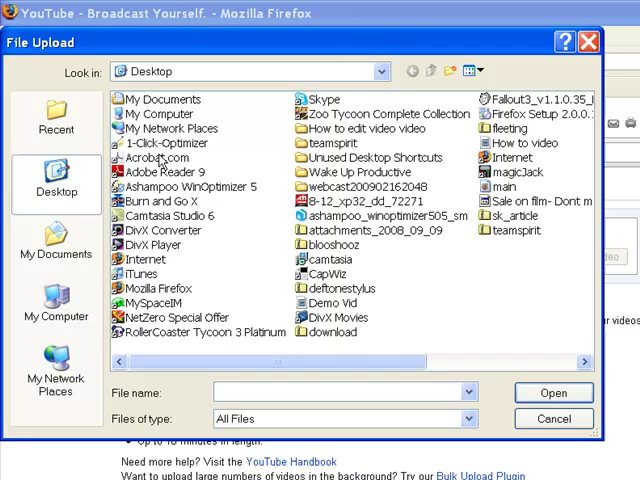 YouTube - Broadcast Yourself. - Mozilla Firefox
File Upload
Look in: Desktop
Recent
Desktop
My Documents
My Computer
My Network Places
My Documents
My Computer
My Network Places
1-Click-Optimizer
Acrobat.com
Adobe Reader 9
Ashampoo WinOptimizer 5
Burn and Go X
Camtasia Studio 6
DivX Converter
DivX Player
Internet
iTunes
Mozilla Firefox
MySpaceIM
NetZero Special Offer
RollerCoaster Tycoon 3 Platinum
Skype
Zoo Tycoon Complete Collection
How to edit video video
teamspirit
Unused Desktop Shortcuts
Wake Up Productive
webcast200902162048
8-12_xp32_dd_72271
ashampoo_winoptimizer505_sm
attachments_2008_09_09
blooshooz
camtasia
CapWiz
deftonestylus
Demo Vid
DivX Movies
download
Fallout3_v1.1.0.35_
Firefox Setup 2.0.0.
fleeting
How to video
Internet
magicJack
main
Sale on film- Dont m
sk_article
teamspirit
File name:
Open
Files of type: All Files
Cancel
Up to 10 minutes in length.
Need more help? Visit the YouTube Handbook
Want to upload large numbers of videos in the background? Try our Bulk Upload Plugin